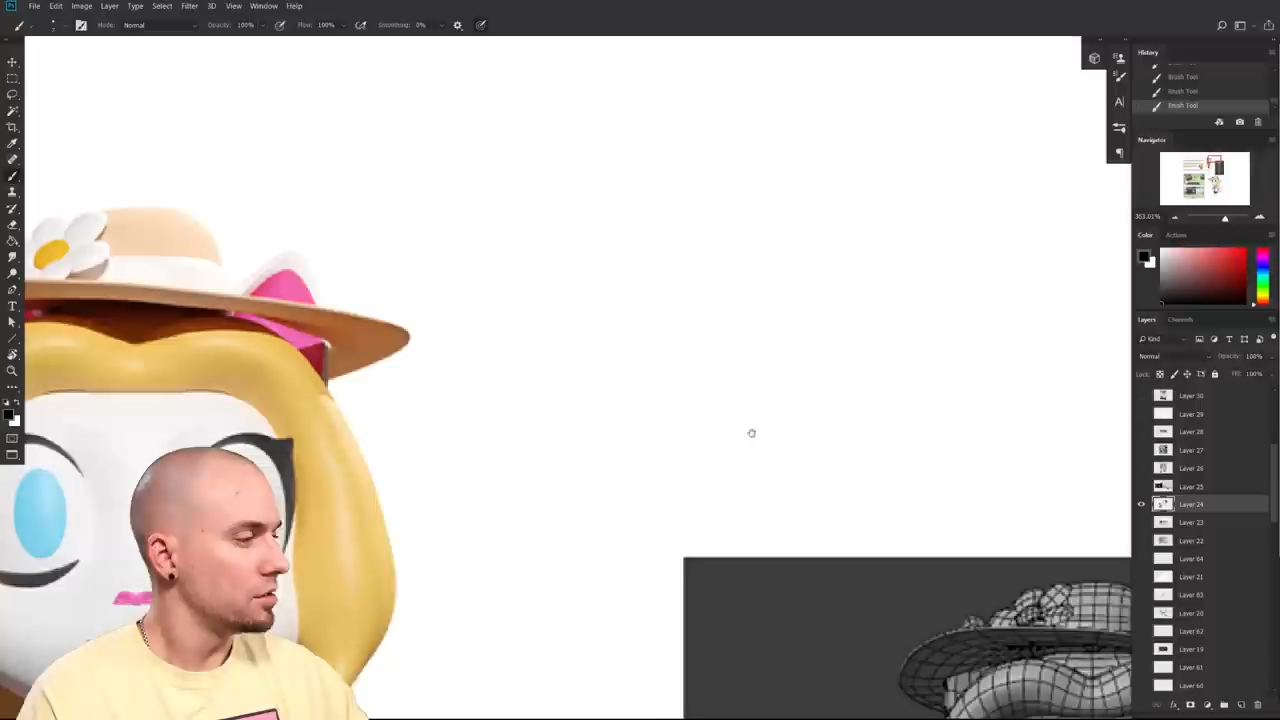 Ps File Edit Image Layer Type Select Filter 3D View Window Help
Mode: Normal Opacity: 100% Flow: 100% Smoothing: 0%
History
Brush Tool
Brush Tool
Brush Tool
Navigator
363.01%
Color Actions
Layers Channels
Kind
Normal Opacity: 100%
Lock: Fill: 100%
Layer 30
Layer 29
Layer 28
Layer 27
Layer 26
Layer 25
Layer 24
Layer 23
Layer 22
Layer 64
Layer 21
Layer 63
Layer 20
Layer 62
Layer 19
Layer 61
Layer 60